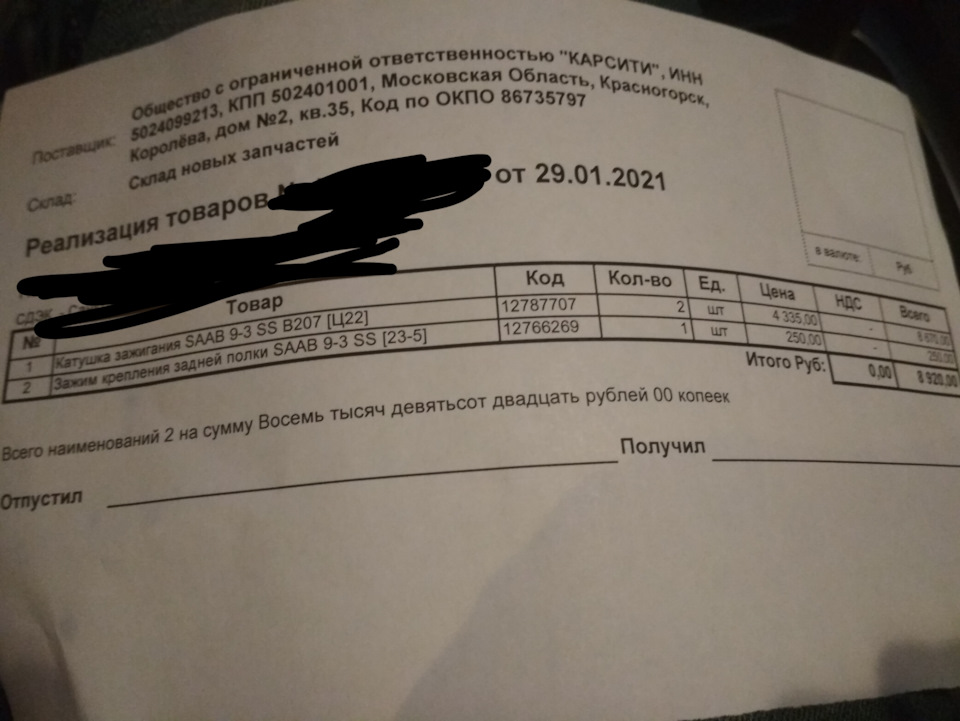 Общество с ограниченной ответственностью "КАРСИТИ", ИНН
Поставщик: 5024099213, КПП 502401001, Московская Область, Красногорск,
Королёва, дом №2, кв.35, Код по ОКПО 86735797
Склад: Склад новых запчастей
Реализация товаров от 29.01.2021
в валюте: Руб
СДЭК -
№ Товар Код Кол-во Ед. Цена НДС Всего
1 Катушка зажигания SAAB 9-3 SS B207 [Ц22] 12787707 2 шт 4 335,00 - 8 670,00
2 Зажим крепления задней полки SAAB 9-3 SS [23-5] 12766269 1 шт 250,00 - 250,00
Итого Руб: 0,00 8 920,00
Всего наименований 2 на сумму Восемь тысяч девятьсот двадцать рублей 00 копеек
Отпустил Получил